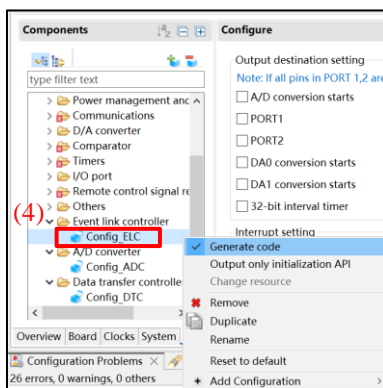 Components
Configure
type filter text
Power management and
Communications
D/A converter
Comparator
Timers
I/O port
Remote control signal re
Others
(4)
Event link controller
Config_ELC
A/D converter
Config_ADC
Data transfer controlle
Config_DTC
Overview Board Clocks System
Configuration Problems
26 errors, 0 warnings, 0 others
Output destination setting
Note: If all pins in PORT 1,2 are
A/D conversion starts
PORT1
PORT2
DA0 conversion starts
DA1 conversion starts
32-bit interval timer
Interrupt setting
Generate code
Output only initialization API
Change resource
Remove
Duplicate
Rename
Reset to default
Add Configuration